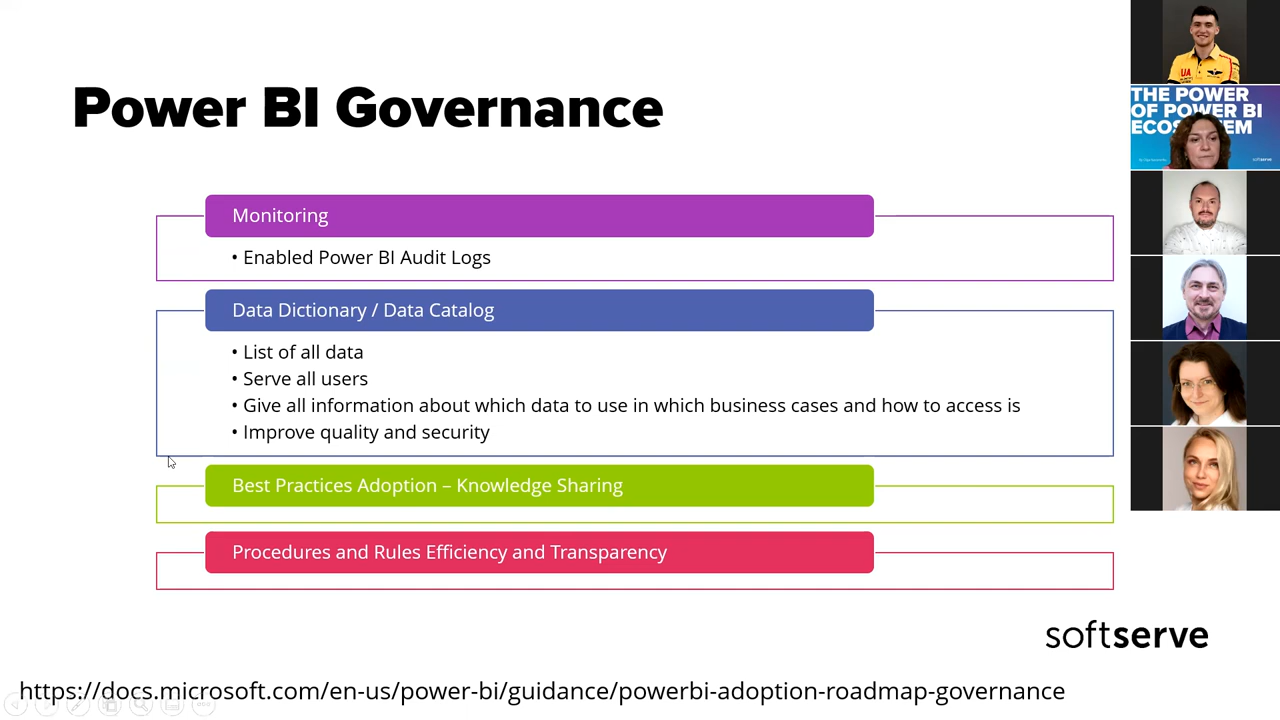 Power BI Governance
Monitoring
• Enabled Power BI Audit Logs
Data Dictionary / Data Catalog
• List of all data
• Serve all users
• Give all information about which data to use in which business cases and how to access is
• Improve quality and security
Best Practices Adoption – Knowledge Sharing
Procedures and Rules Efficiency and Transparency
softserve
https://docs.microsoft.com/en-us/power-bi/guidance/powerbi-adoption-roadmap-governance
UA
THE POWER
OF POWER BI
softserve